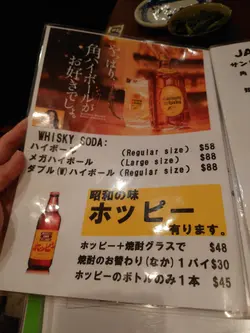 やっぱり、
角ハイボールが
お好きでしょ。
WHISKY SODA:
ハイボール (Regular size) $58
メガハイボール (Large size) $88
ダブル(W)ハイボール (Regular size) $88
昭和の味
ホッピー
有ります。
ホッピー+焼酎グラスで $48
焼酎のお替わり(なか)1パイ$30
ホッピーのボトルのみ1本 $45
JA
サン
角